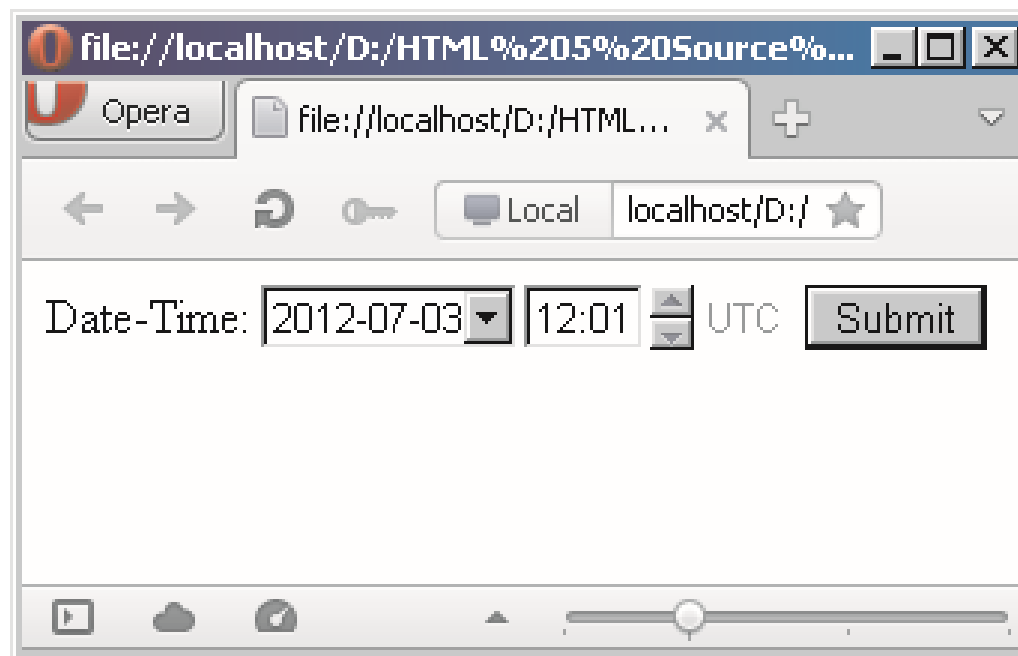 file://localhost/D:/HTML%205%20Source%...
Opera
file://localhost/D:/HTML...
Local localhost/D:/
Date-Time: 2012-07-03 12:01 UTC Submit